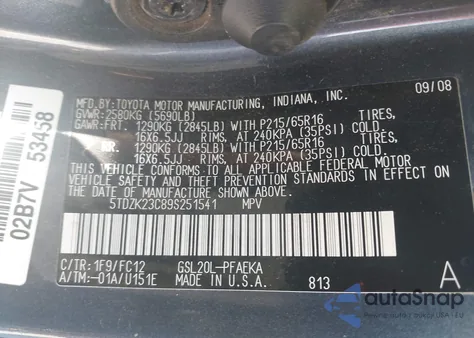 MFD.BY:TOYOTA MOTOR MANUFACTURING, INDIANA, INC. 09/08
GVWR:2580KG (5690LB)
GAWR:FRT. 1290KG (2845LB) WITH P215/65R16 TIRES,
16X6.5JJ RIMS, AT 240KPA (35PSI) COLD.
RR. 1290KG (2845LB) WITH P215/65R16 TIRES,
16X6.5JJ RIMS, AT 240KPA (35PSI) COLD.
THIS VEHICLE CONFORMS TO ALL APPLICABLE FEDERAL MOTOR
VEHICLE SAFETY AND THEFT PREVENTION STANDARDS IN EFFECT ON
THE DATE OF MANUFACTURE SHOWN ABOVE.
5TDZK23C89S251541 MPV
C/TR:1F9/FC12 GSL20L-PFAEKA
A/TM:-01A/U151E MADE IN U.S.A. 813 A
02B7V 53458
autoSnap